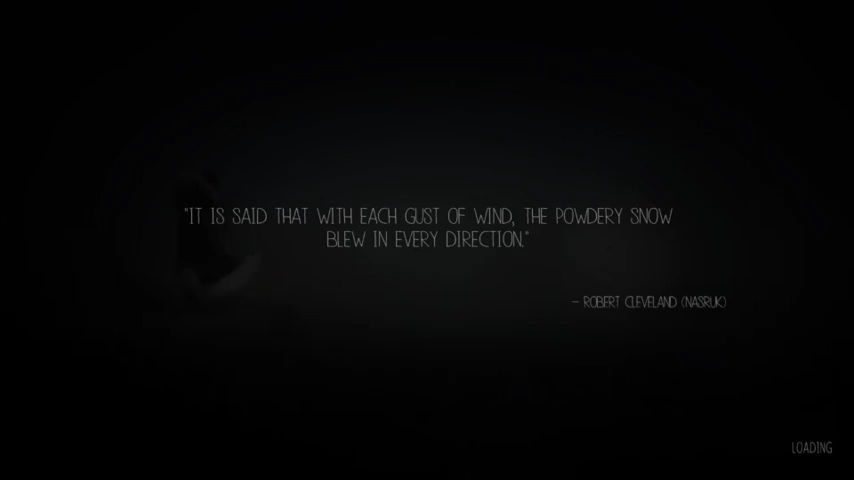 "IT IS SAID THAT WITH EACH GUST OF WIND, THE POWDERY SNOW
BLEW IN EVERY DIRECTION."
- ROBERT CLEVELAND (NASRUK)
LOADING